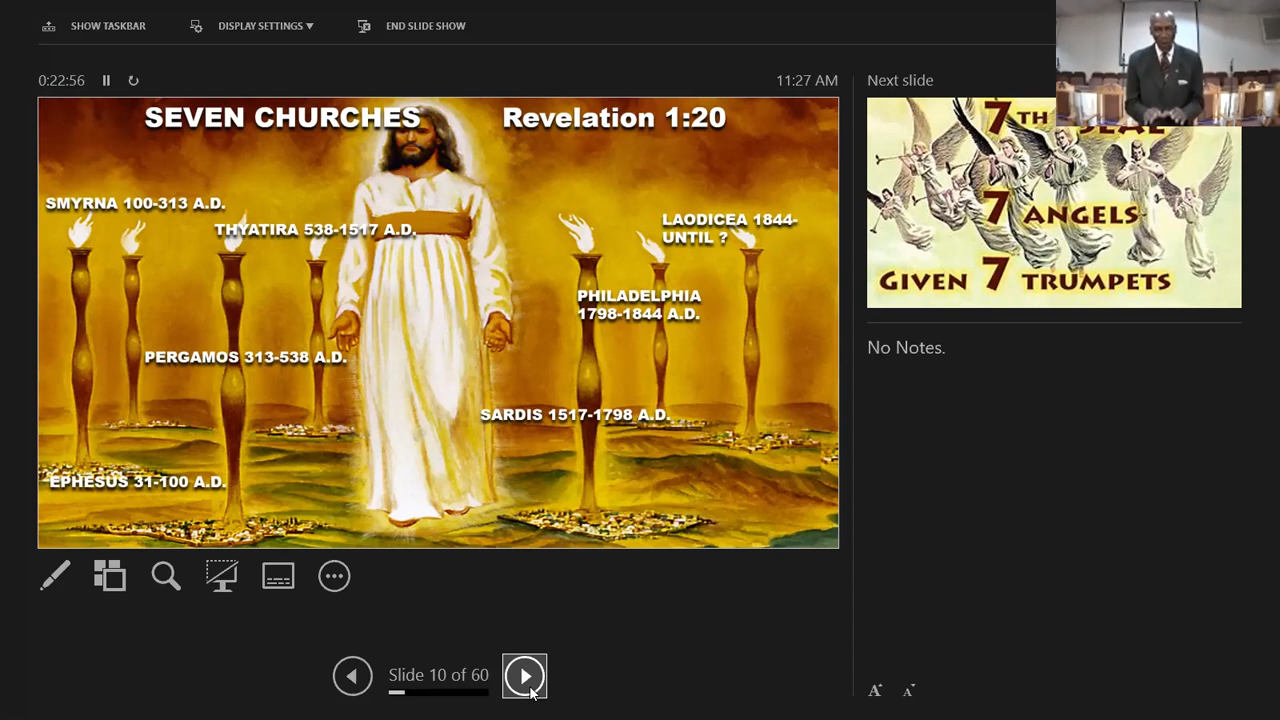 SHOW TASKBAR
DISPLAY SETTINGS ▼
END SLIDE SHOW
0:22:56
11:27 AM
Next slide
SEVEN CHURCHES
Revelation 1:20
SMYRNA 100-313 A.D.
THYATIRA 538-1517 A.D.
LAODICEA 1844-
UNTIL ?
PHILADELPHIA
1798-1844 A.D.
PERGAMOS 313-538 A.D.
SARDIS 1517-1798 A.D.
EPHESUS 31-100 A.D.
7TH SEAL
7 ANGELS
GIVEN 7 TRUMPETS
No Notes.
Slide 10 of 60
A A